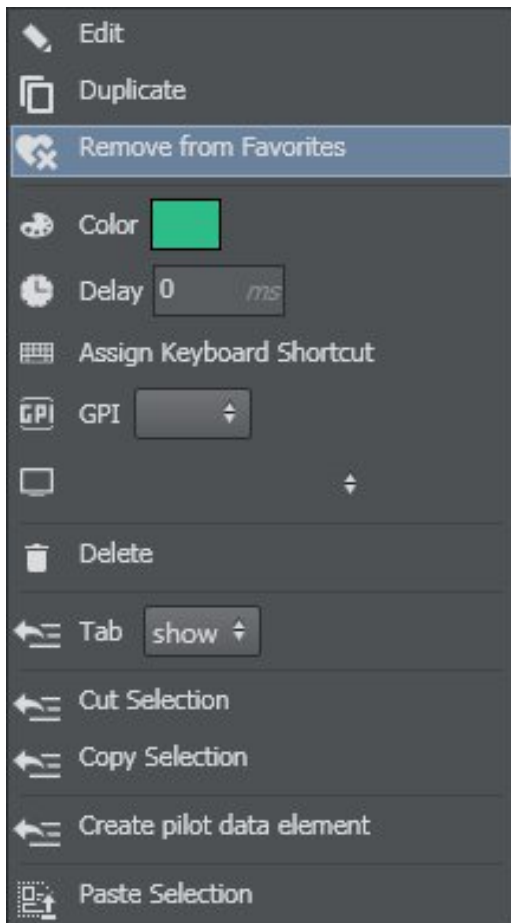 Edit
Duplicate
Remove from Favorites
Color
Delay 0 ms
Assign Keyboard Shortcut
GPI GPI
Delete
Tab show
Cut Selection
Copy Selection
Create pilot data element
Paste Selection